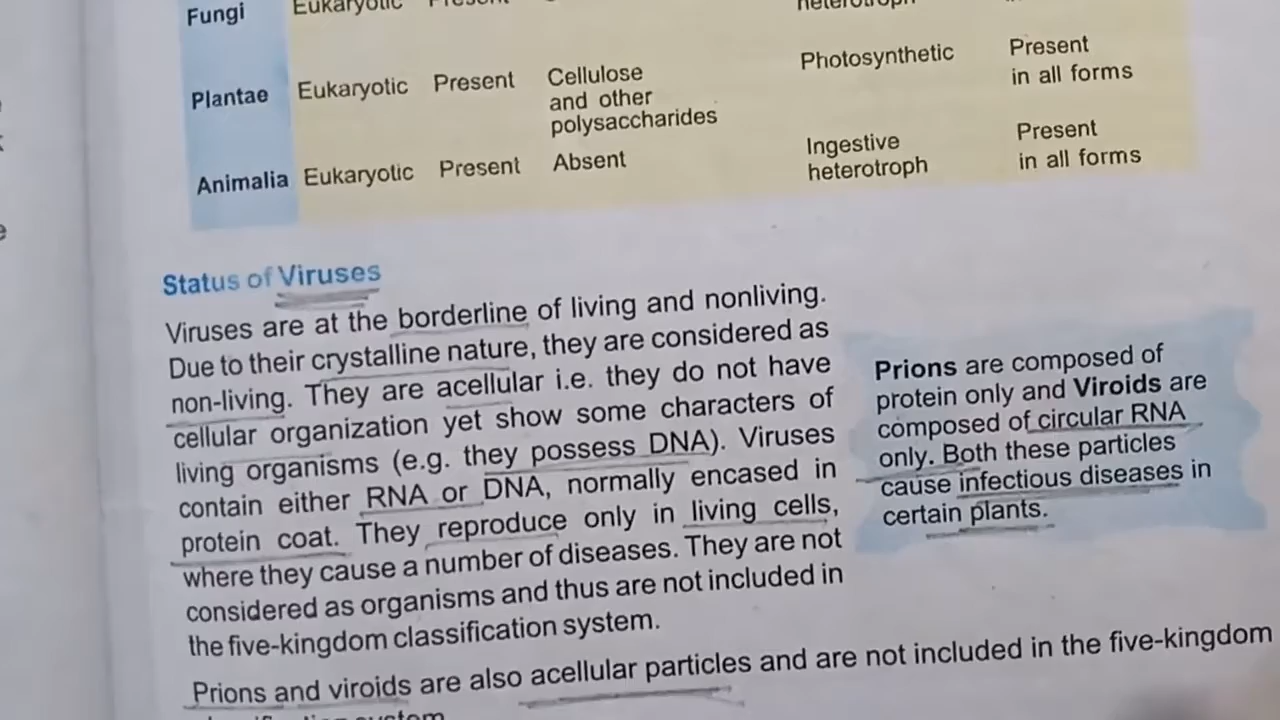 Fungi Eukaryotic Present heterotroph
Plantae Eukaryotic Present Cellulose Photosynthetic Present
and other in all forms
polysaccharides
Animalia Eukaryotic Present Absent Ingestive Present
heterotroph in all forms
Status of Viruses
Viruses are at the borderline of living and nonliving.
Due to their crystalline nature, they are considered as
non-living. They are acellular i.e. they do not have
cellular organization yet show some characters of
living organisms (e.g. they possess DNA). Viruses
contain either RNA or DNA, normally encased in
protein coat. They reproduce only in living cells,
where they cause a number of diseases. They are not
considered as organisms and thus are not included in
the five-kingdom classification system.
Prions are composed of
protein only and Viroids are
composed of circular RNA
only. Both these particles
cause infectious diseases in
certain plants.
Prions and viroids are also acellular particles and are not included in the five-kingdom
system